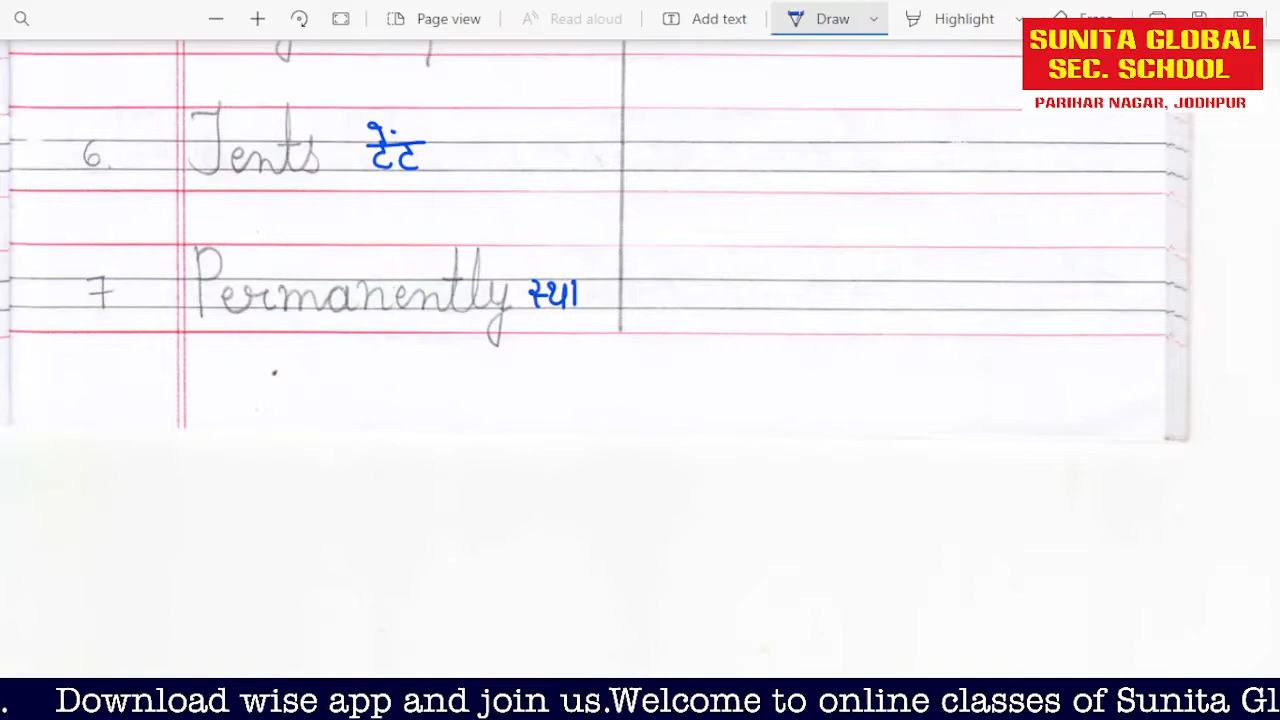 Page view
Read aloud
Add text
Draw
Highlight
SUNITA GLOBAL
SEC. SCHOOL
PARIHAR NAGAR, JODHPUR
6. Tents टेंट
7 Permanently स्था
. Download wise app and join us.Welcome to online classes of Sunita Gl